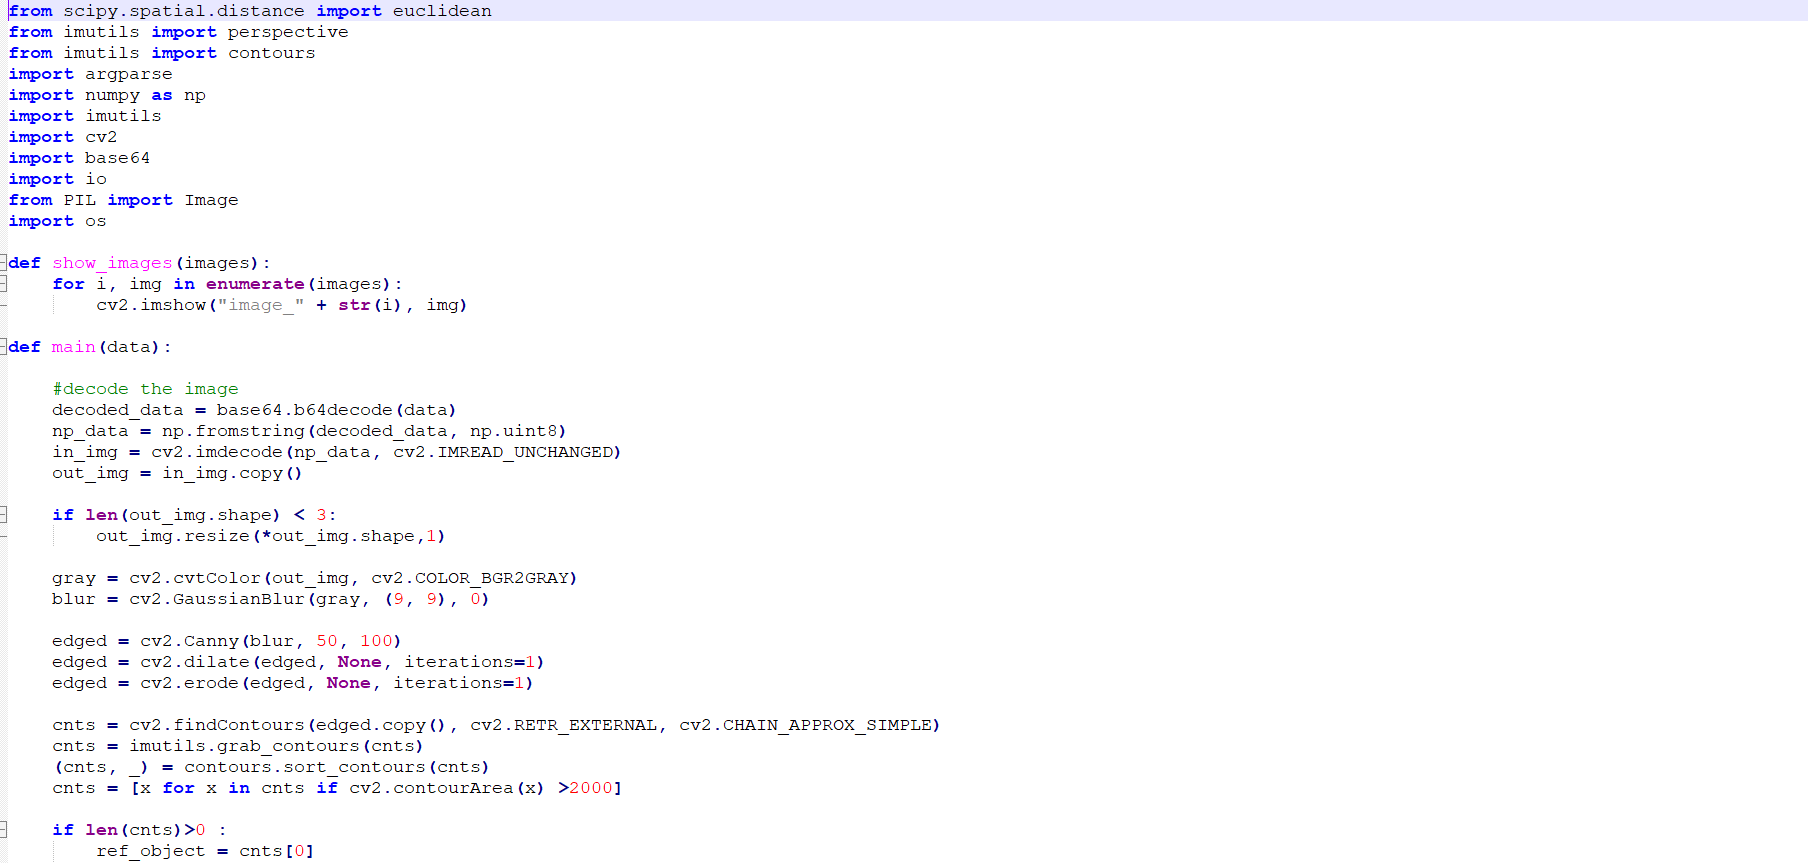 from scipy.spatial.distance import euclidean
from imutils import perspective
from imutils import contours
import argparse
import numpy as np
import imutils
import cv2
import base64
import io
from PIL import Image
import os

def show_images(images):
    for i, img in enumerate(images):
        cv2.imshow("image_" + str(i), img)

def main(data):

    #decode the image
    decoded_data = base64.b64decode(data)
    np_data = np.fromstring(decoded_data, np.uint8)
    in_img = cv2.imdecode(np_data, cv2.IMREAD_UNCHANGED)
    out_img = in_img.copy()

    if len(out_img.shape) < 3:
        out_img.resize(*out_img.shape,1)

    gray = cv2.cvtColor(out_img, cv2.COLOR_BGR2GRAY)
    blur = cv2.GaussianBlur(gray, (9, 9), 0)

    edged = cv2.Canny(blur, 50, 100)
    edged = cv2.dilate(edged, None, iterations=1)
    edged = cv2.erode(edged, None, iterations=1)

    cnts = cv2.findContours(edged.copy(), cv2.RETR_EXTERNAL, cv2.CHAIN_APPROX_SIMPLE)
    cnts = imutils.grab_contours(cnts)
    (cnts, _) = contours.sort_contours(cnts)
    cnts = [x for x in cnts if cv2.contourArea(x) >2000]

    if len(cnts)>0 :
        ref_object = cnts[0]